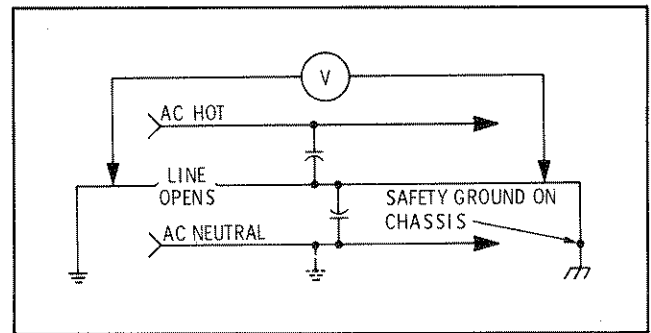 V
AC HOT
LINE
OPENS
SAFETY GROUND ON
CHASSIS
AC NEUTRAL